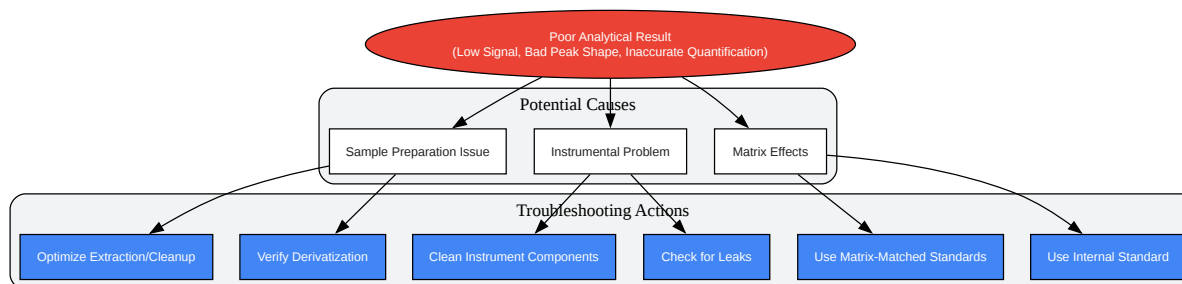 Poor Analytical Result
(Low Signal, Bad Peak Shape, Inaccurate Quantification)
Potential Causes
Sample Preparation Issue
Instrumental Problem
Matrix Effects
Troubleshooting Actions
Optimize Extraction/Cleanup
Verify Derivatization
Clean Instrument Components
Check for Leaks
Use Matrix-Matched Standards
Use Internal Standard